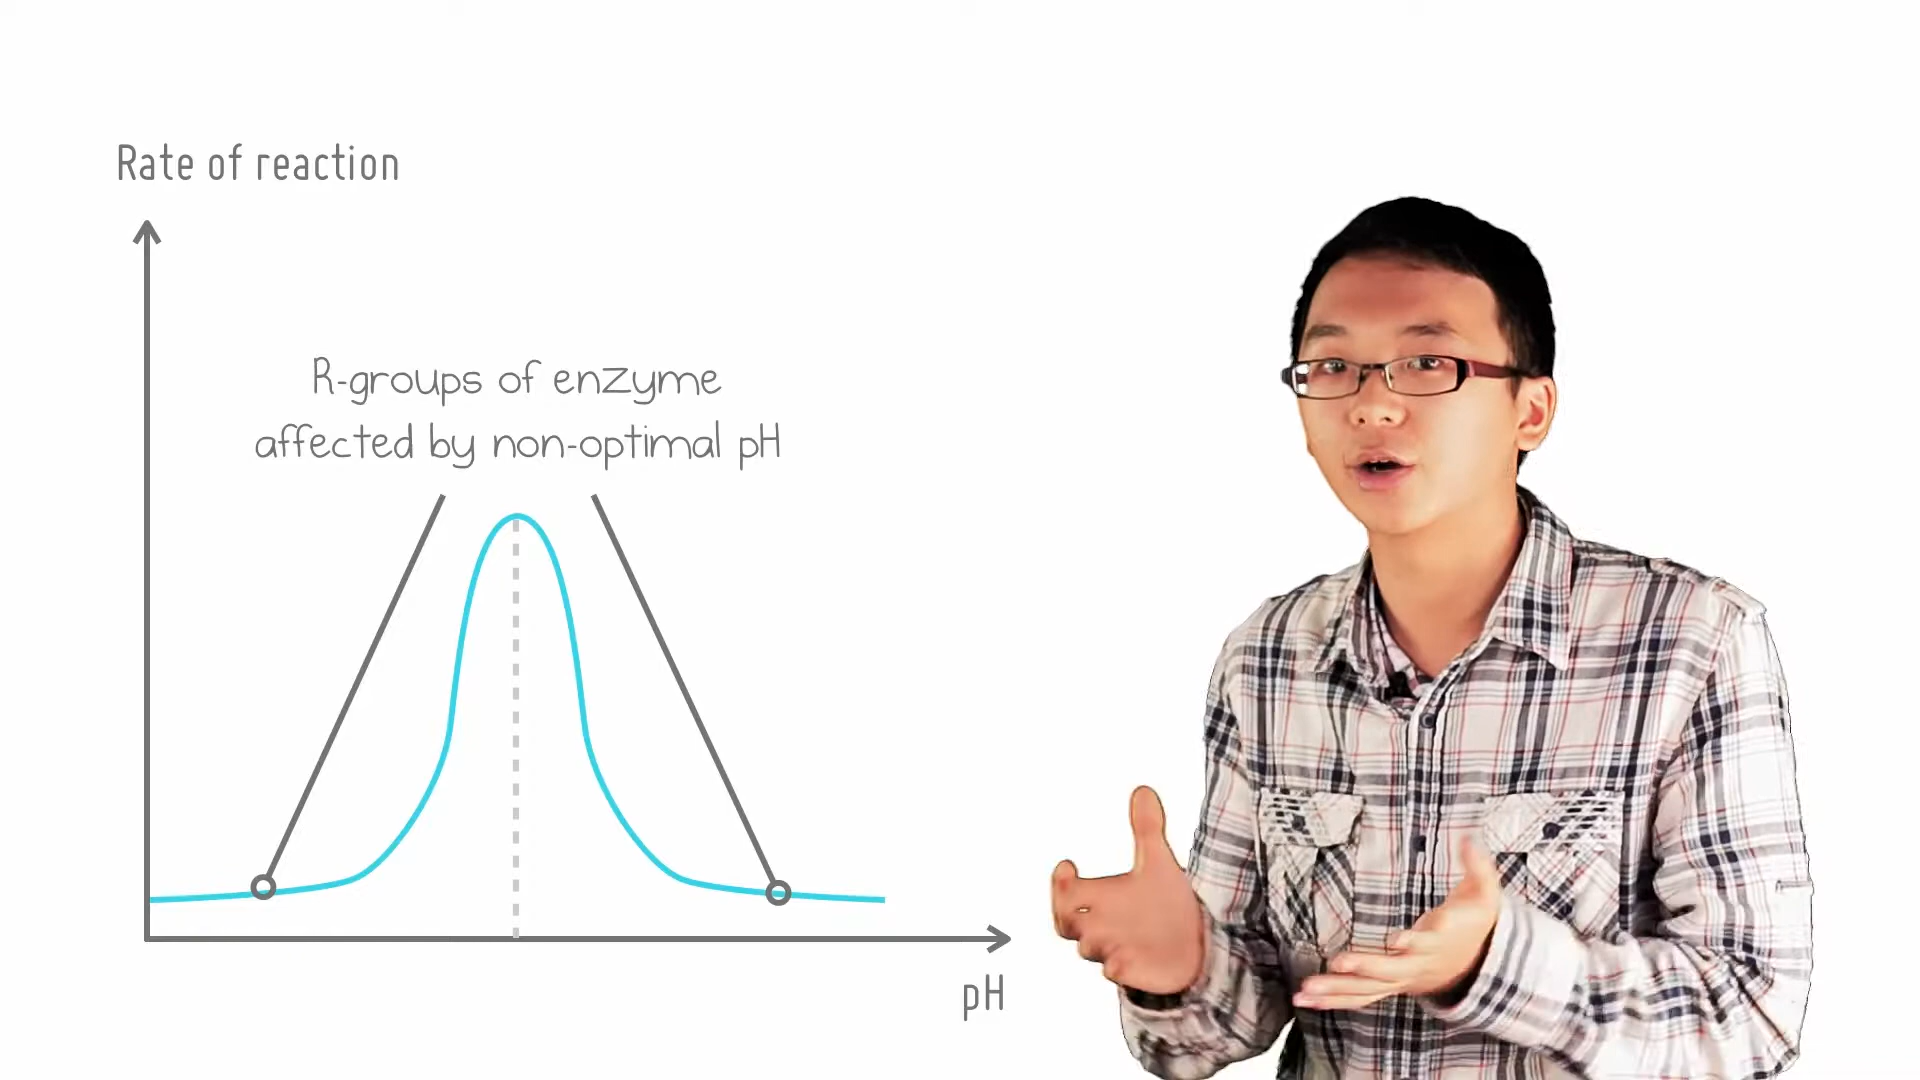 Rate of reaction
R-groups of enzyme
affected by non-optimal pH
pH